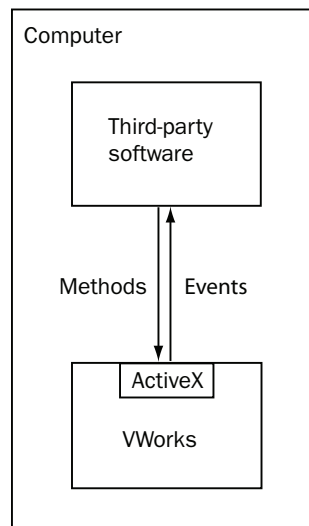 Computer
Third-party
software
Methods
Events
ActiveX
VWorks